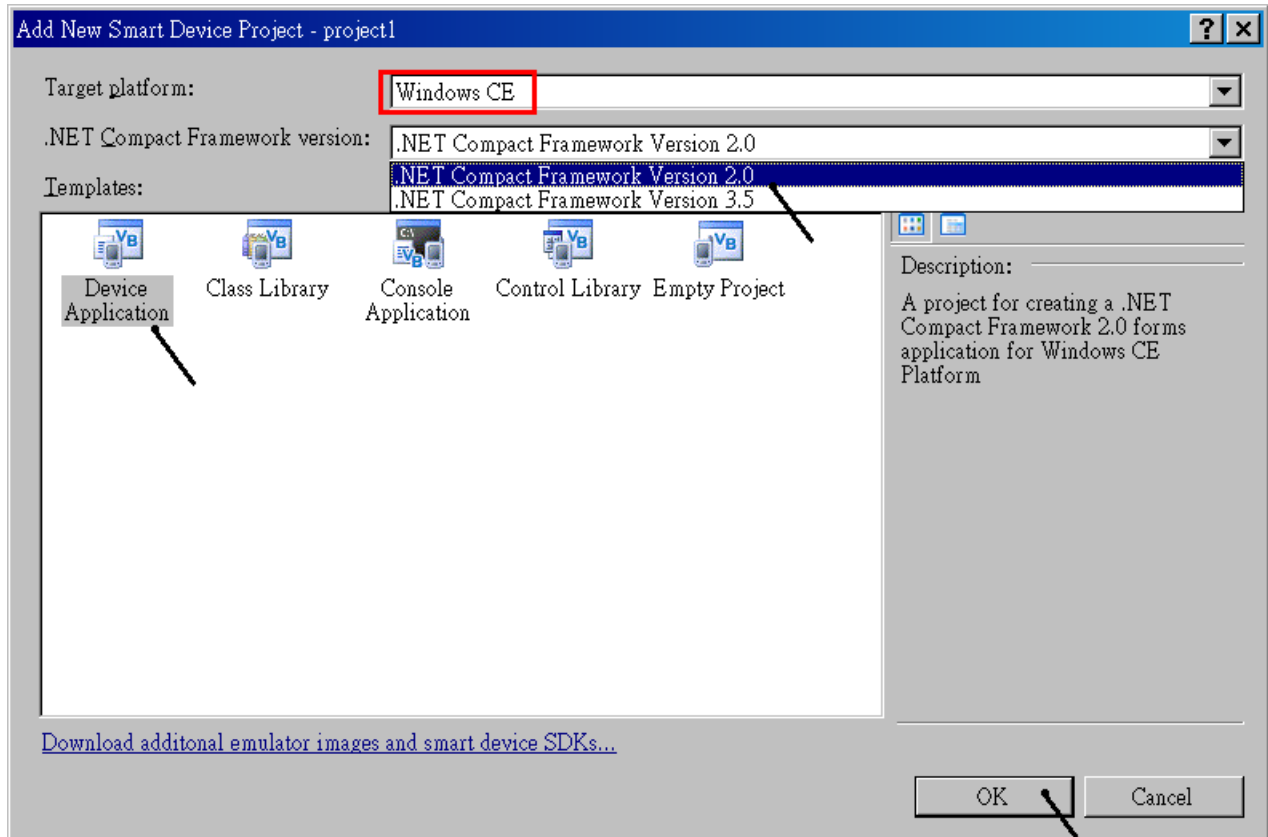 Add New Smart Device Project - project1
Target platform:
Windows CE
.NET Compact Framework version:
.NET Compact Framework Version 2.0
.NET Compact Framework Version 2.0
.NET Compact Framework Version 3.5
Templates:
Device
Application
Class Library
Console
Application
Control Library
Empty Project
Description:
A project for creating a .NET
Compact Framework 2.0 forms
application for Windows CE
Platform
Download additonal emulator images and smart device SDKs...
OK
Cancel